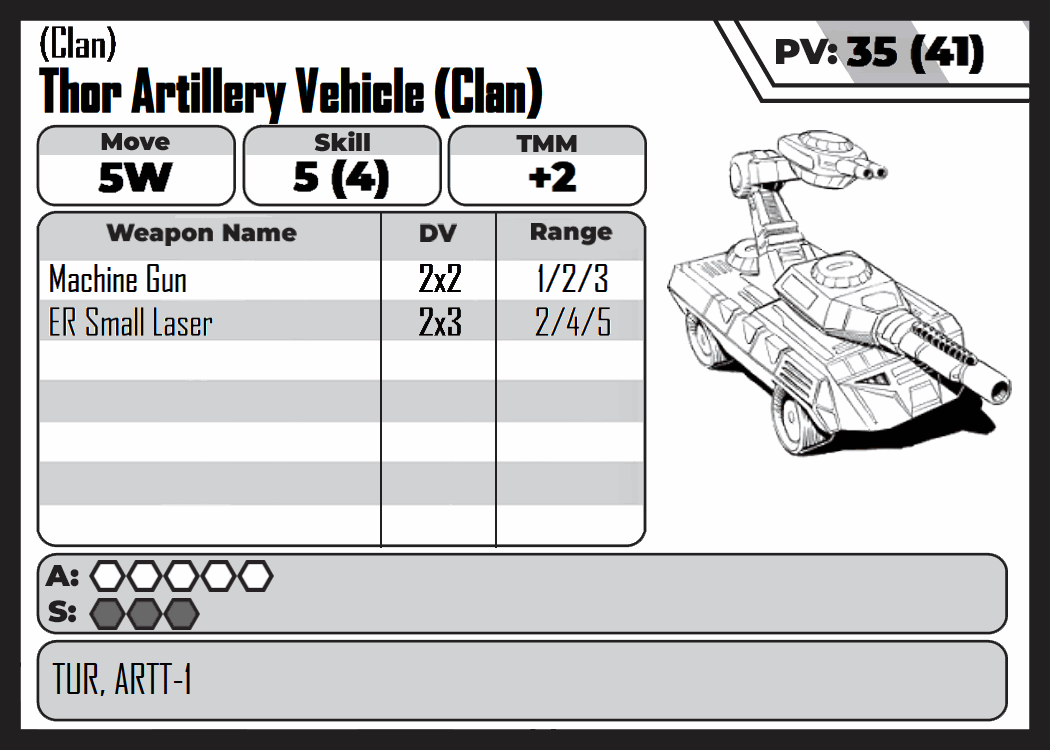 (Clan)
PV: 35 (41)
Thor Artillery Vehicle (Clan)
Move Skill TMM
5W 5 (4) +2
Weapon Name DV Range
Machine Gun 2x2 1/2/3
ER Small Laser 2x3 2/4/5
A:
S:
TUR, ARTT-1